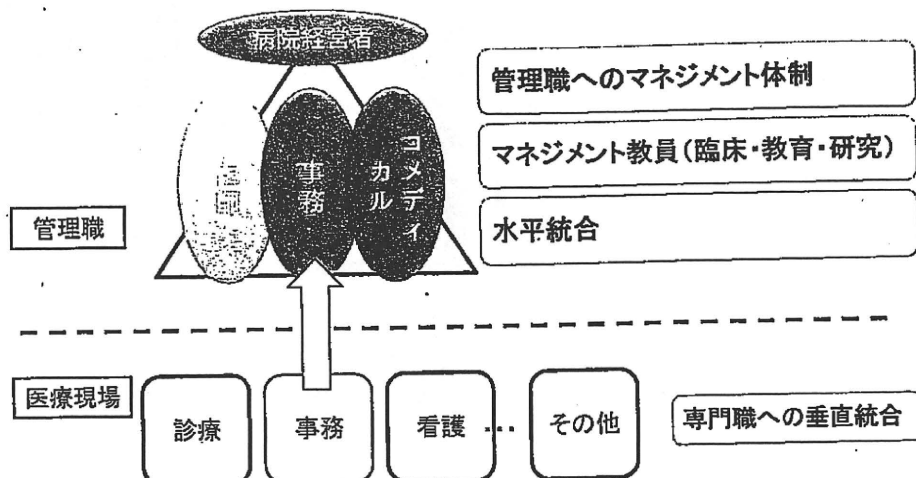 病院経営者
管理職へのマネジメント体制
マネジメント教員(臨床・教育・研究)
水平統合
医師
事務
コメディカル
管理職
医療現場
診療
事務
看護
…
その他
専門職への垂直統合